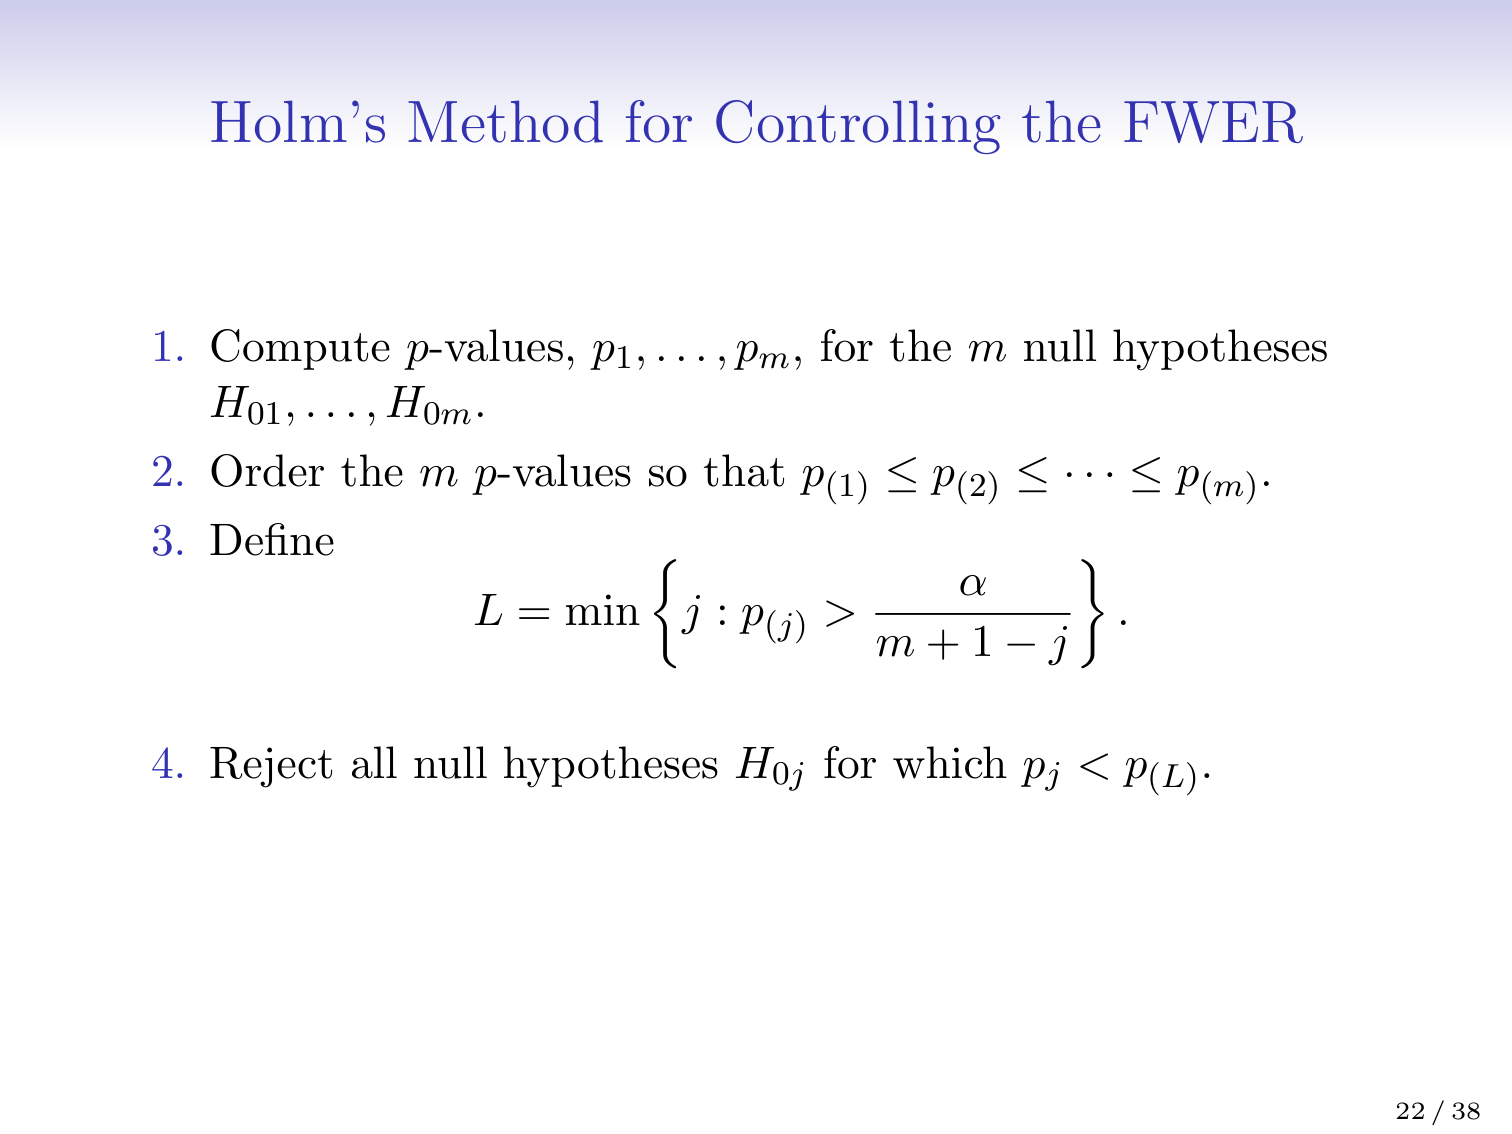 Holm's Method for Controlling the FWER
1. Compute p-values, p₁, . . . , pₘ, for the m null hypotheses
H₀₁, . . . , H₀ₘ.
2. Order the m p-values so that p₍₁₎ ≤ p₍₂₎ ≤ · · · ≤ p₍ₘ₎.
3. Define
L = min { j : p₍ⱼ₎ > α / (m + 1 − j) } .
4. Reject all null hypotheses H₀ⱼ for which pⱼ < p_(L).
22 / 38